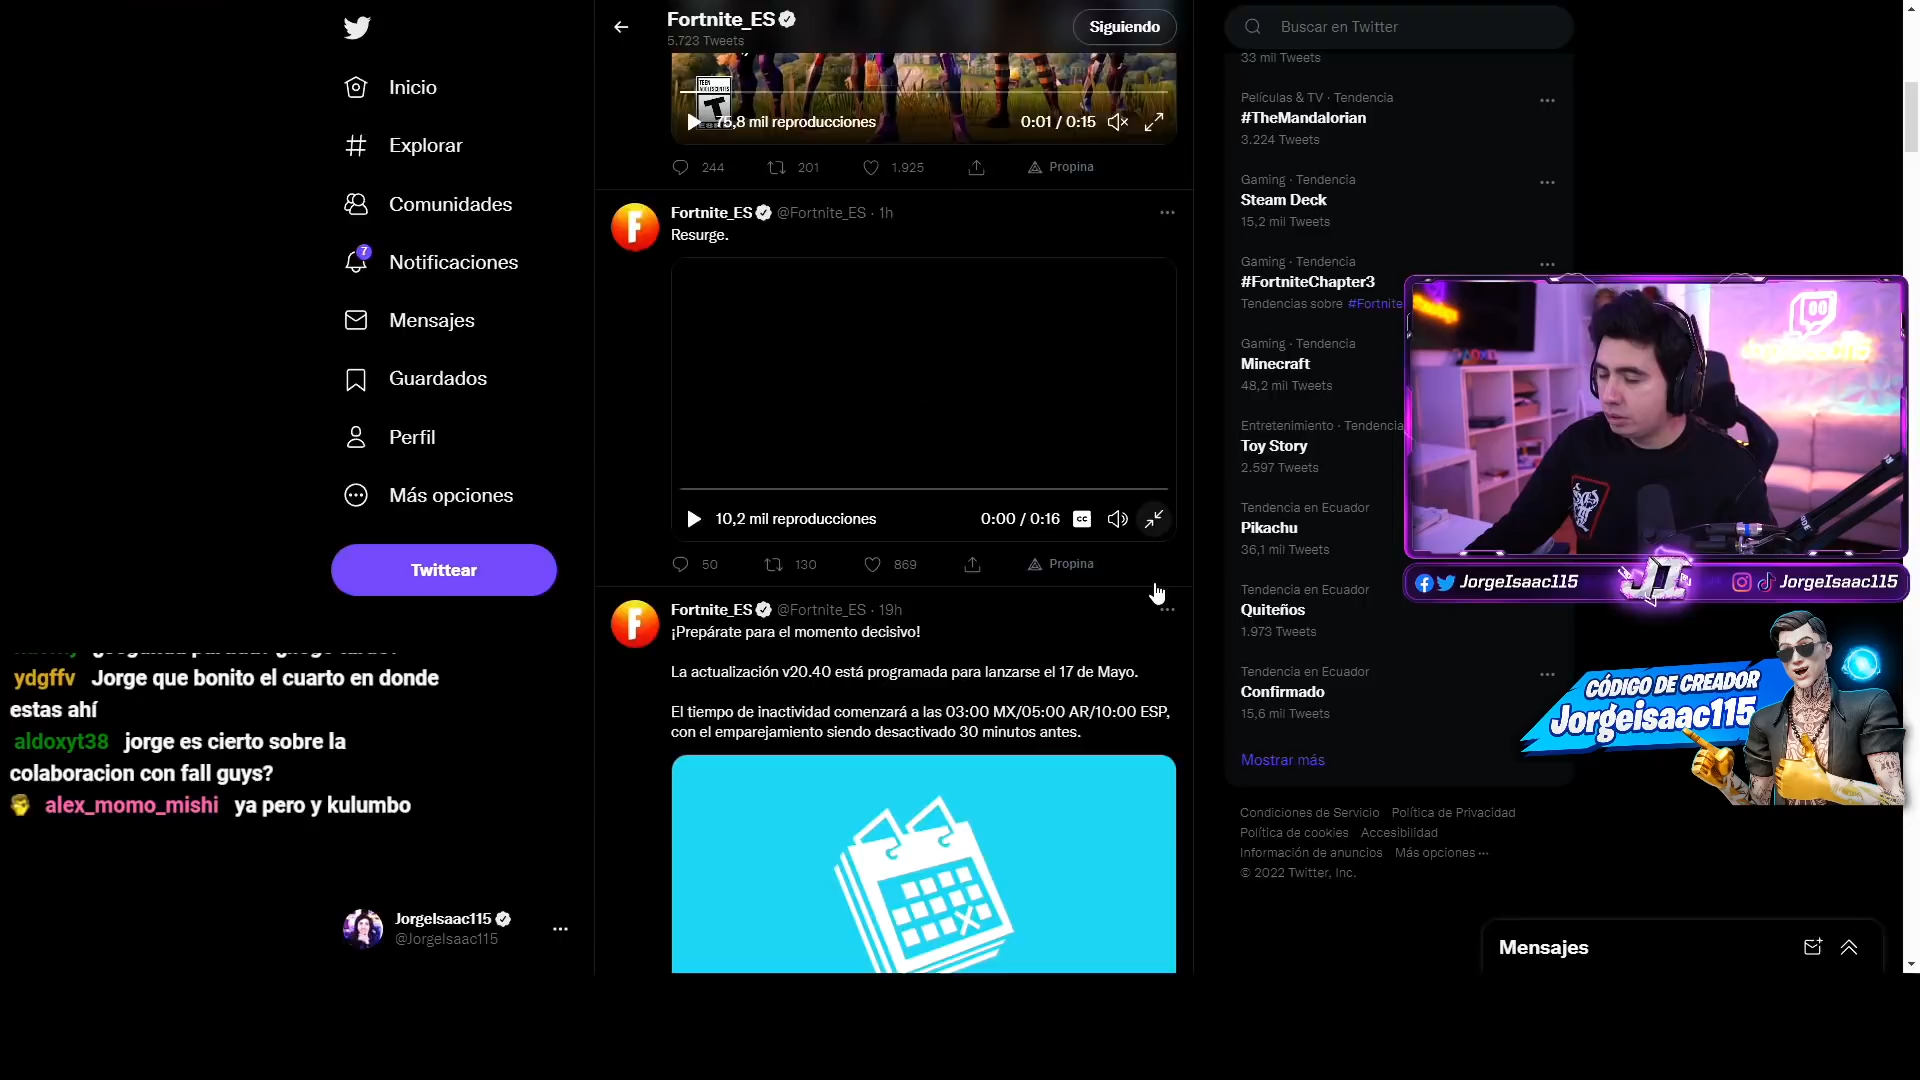 Inicio
Explorar
Comunidades
7
Notificaciones
Mensajes
Guardados
Perfil
Más opciones
Twittear
ydgffv Jorge que bonito el cuarto en donde
estas ahí
aldoxyt38 jorge es cierto sobre la
colaboracion con fall guys?
alex_momo_mishi ya pero y kulumbo
JorgeIsaac115
@JorgeIsaac115
Fortnite_ES
5.723 Tweets
Siguiendo
TEEN
T
75,8 mil reproducciones
0:01 / 0:15
244
201
1.925
Propina
Fortnite_ES @Fortnite_ES · 1h
Resurge.
10,2 mil reproducciones
0:00 / 0:16
CC
50
130
869
Propina
Fortnite_ES @Fortnite_ES · 19h
¡Prepárate para el momento decisivo!
La actualización v20.40 está programada para lanzarse el 17 de Mayo.
El tiempo de inactividad comenzará a las 03:00 MX/05:00 AR/10:00 ESP,
con el emparejamiento siendo desactivado 30 minutos antes.
Buscar en Twitter
33 mil Tweets
Películas & TV · Tendencia
#TheMandalorian
3.224 Tweets
Gaming · Tendencia
Steam Deck
15,2 mil Tweets
Gaming · Tendencia
#FortniteChapter3
Tendencias sobre #Fortnite
Gaming · Tendencia
Minecraft
48,2 mil Tweets
Entretenimiento · Tendencia
Toy Story
2.597 Tweets
Tendencia en Ecuador
Pikachu
36,1 mil Tweets
Tendencia en Ecuador
Quiteños
1.973 Tweets
Tendencia en Ecuador
Confirmado
15,6 mil Tweets
Mostrar más
Condiciones de Servicio Política de Privacidad
Política de cookies Accesibilidad
Información de anuncios Más opciones
© 2022 Twitter, Inc.
JorgeIsaac115
JI
JorgeIsaac115
CÓDIGO DE CREADOR
Jorgeisaac115
Mensajes